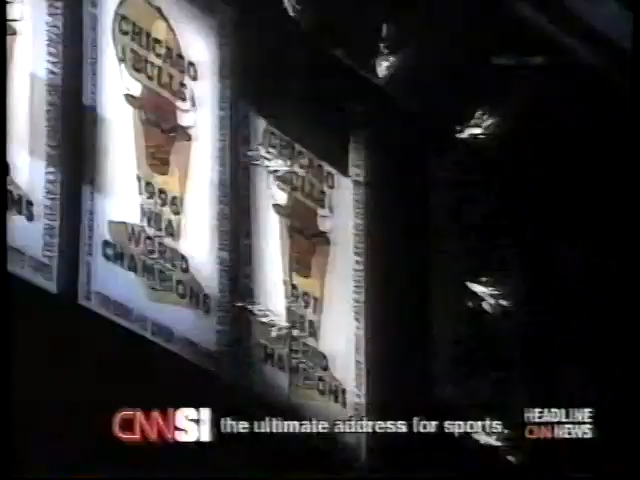 CHICAGO
BULLS
1996
NBA
WORLD
CHAMPIONS
CHICAGO
BULLS
1997
NBA
WORLD
CHAMPIONS
CNNSI the ultimate address for sports.
HEADLINE
CNN NEWS